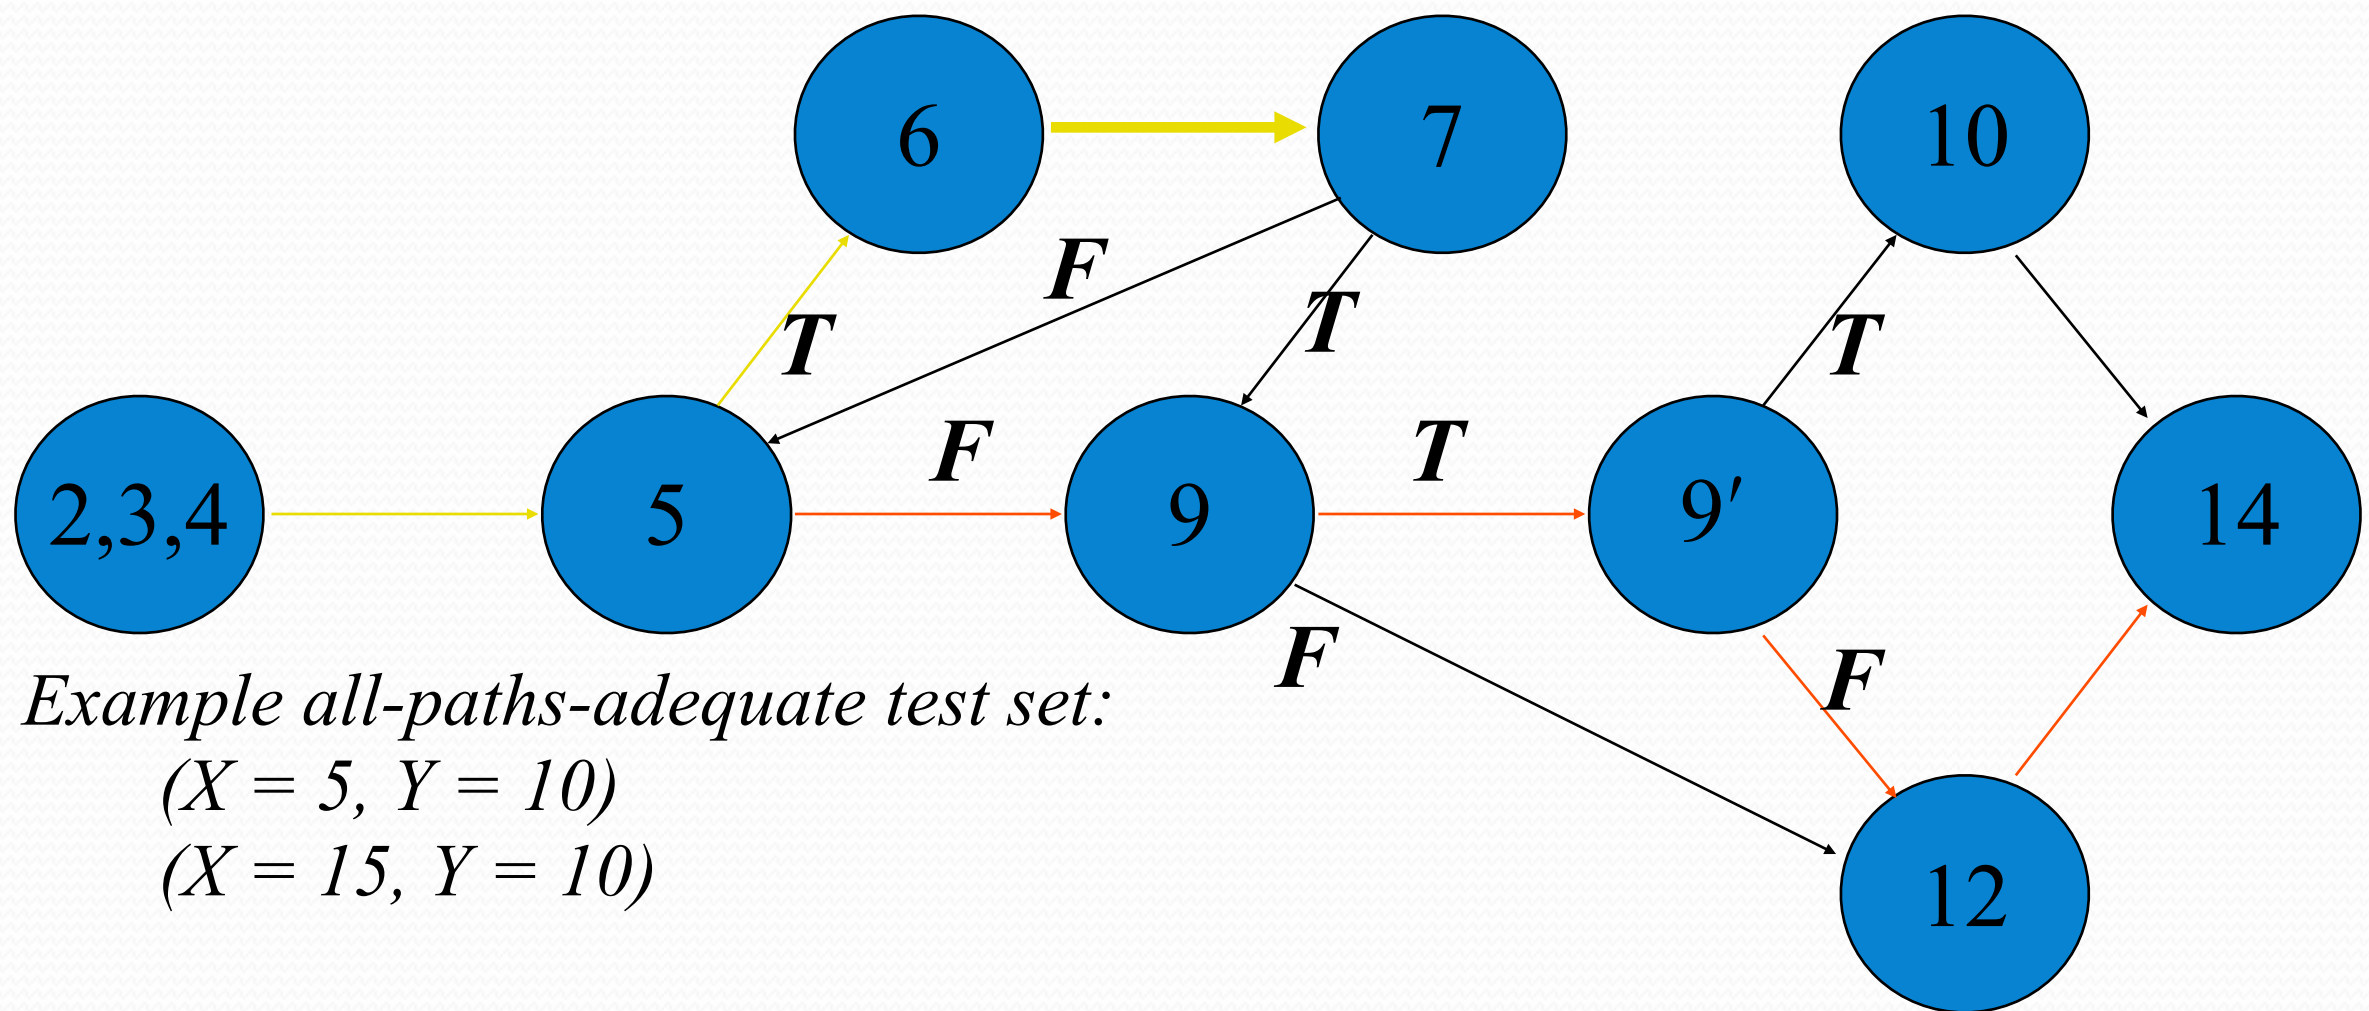 6
7
10
F
T
T
T
F
T
2,3,4
5
9
9′
14
F
F
Example all-paths-adequate test set:
(X = 5, Y = 10)
(X = 15, Y = 10)
12